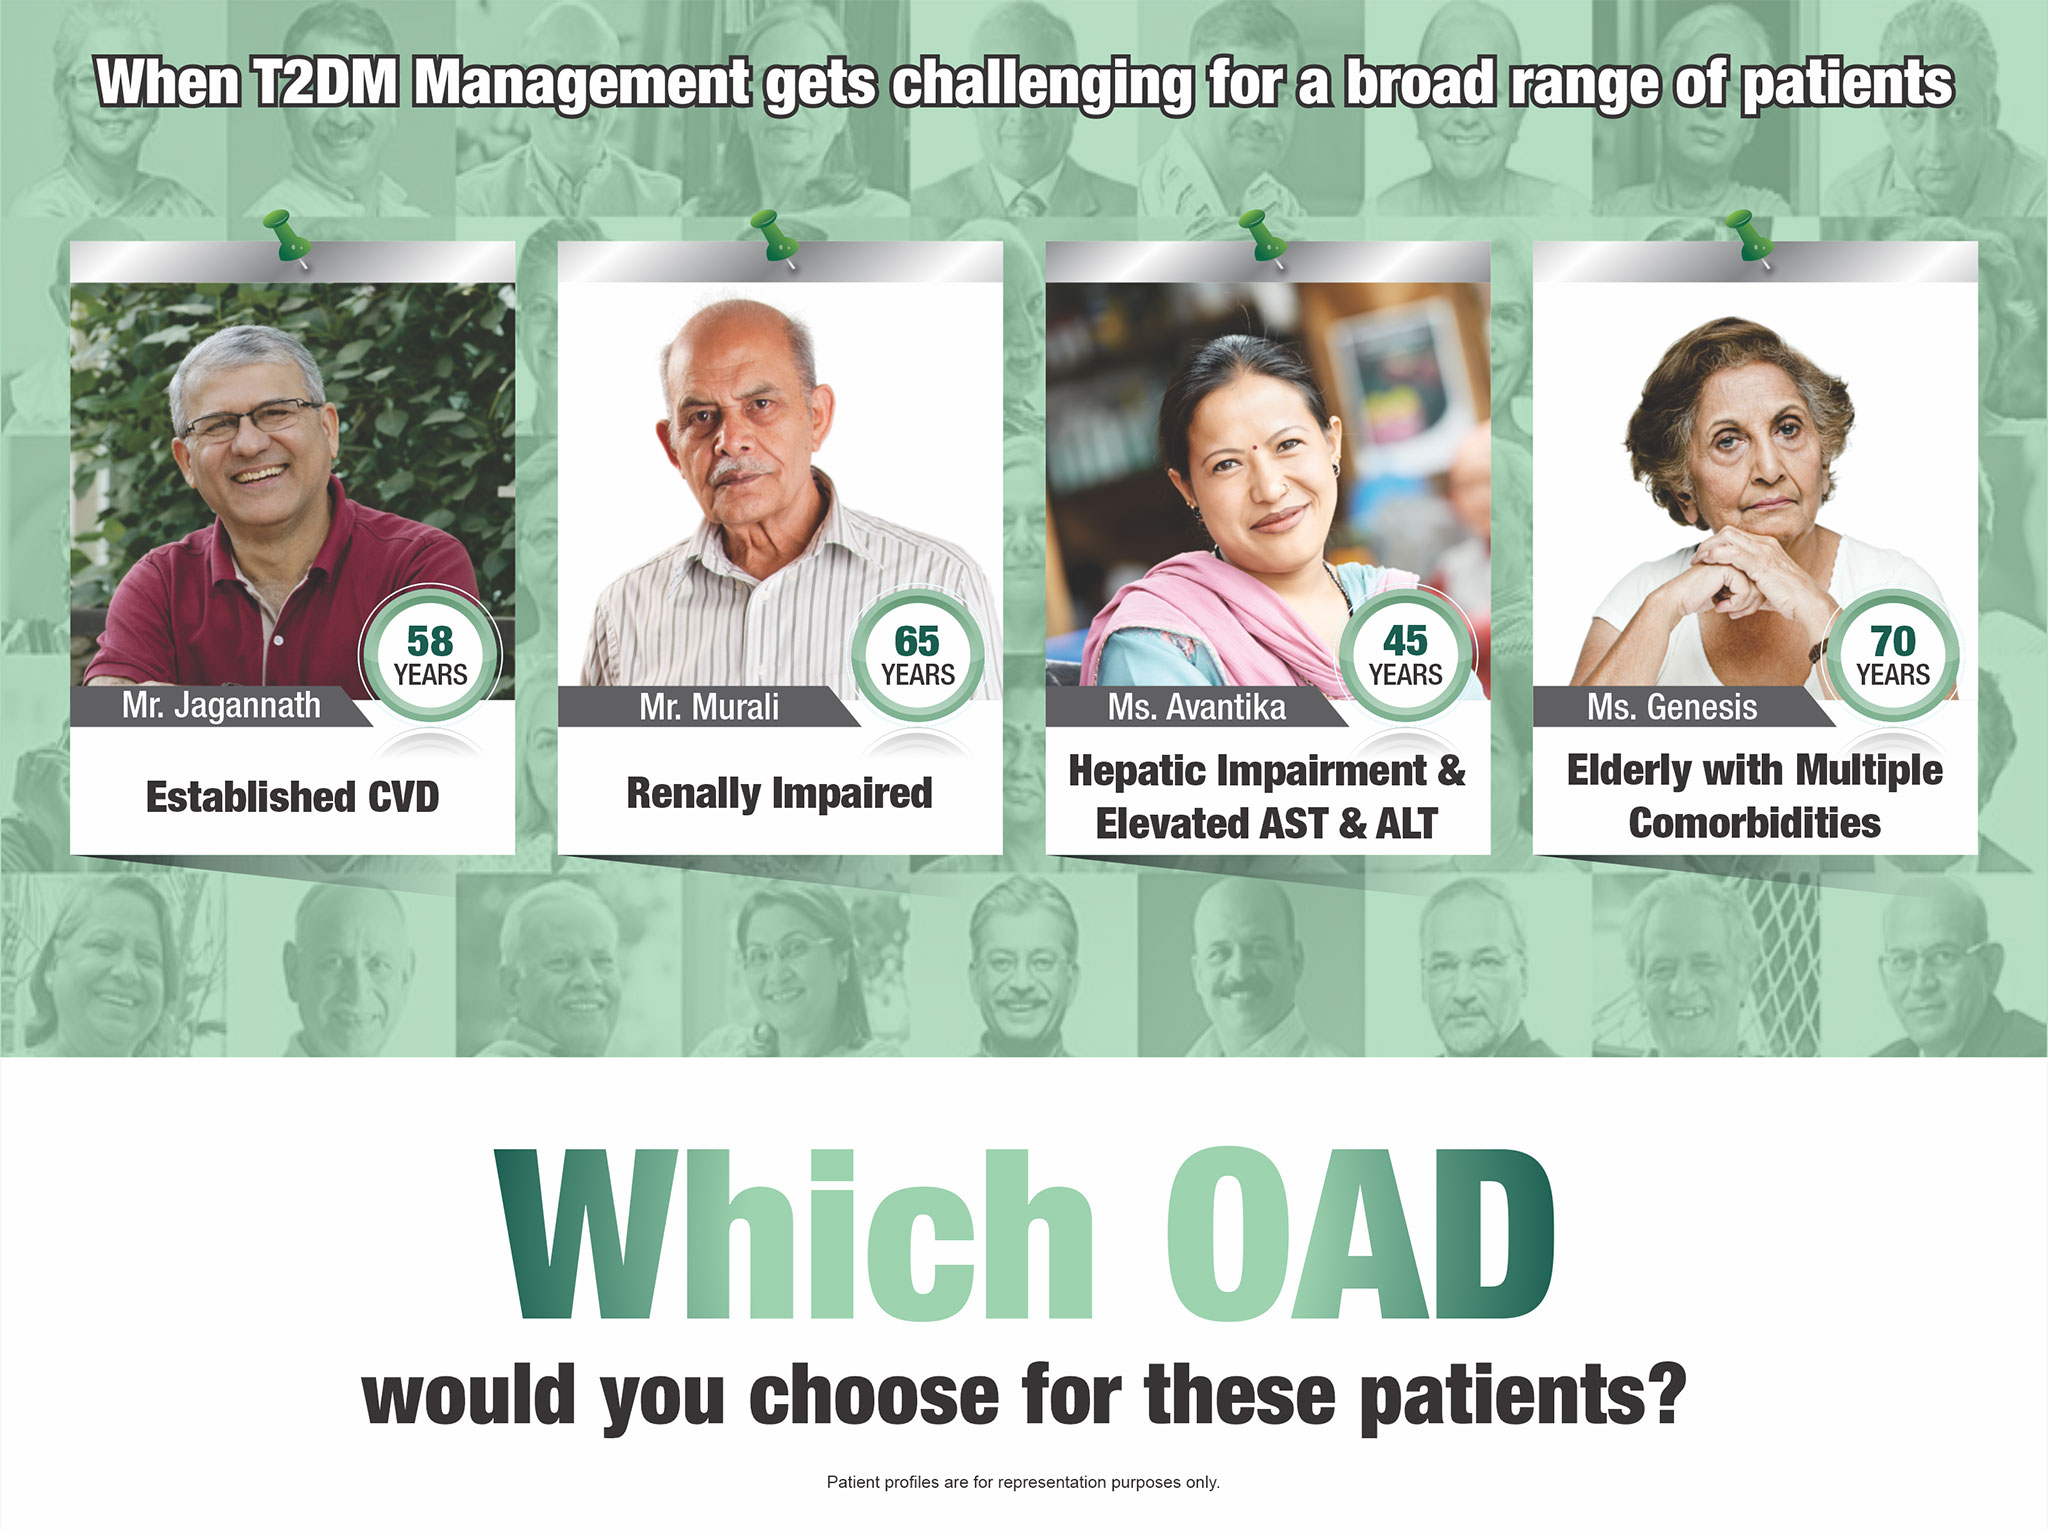 When T2DM Management gets challenging for a broad range of patients
58
YEARS
Mr. Jagannath
Established CVD
65
YEARS
Mr. Murali
Renally Impaired
45
YEARS
Ms. Avantika
Hepatic Impairment &
Elevated AST & ALT
70
YEARS
Ms. Genesis
Elderly with Multiple
Comorbidities
Which OAD
would you choose for these patients?
Patient profiles are for representation purposes only.